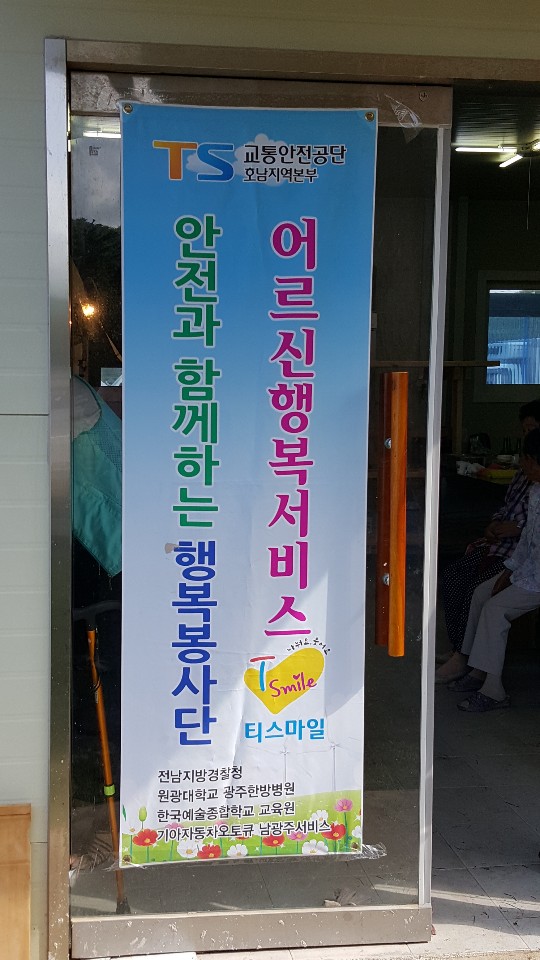 TS 교통안전공단
호남지역본부
어르신행복서비스
안전과 함께하는 행복봉사단
T Smile
티스마일
전남지방경찰청
원광대학교 광주한방병원
한국예술종합학교 교육원
기아자동차오토큐 남광주서비스